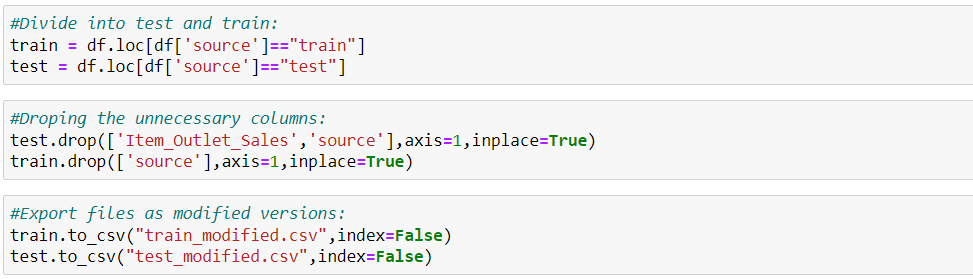 #Divide into test and train:
train = df.loc[df['source']=="train"]
test = df.loc[df['source']=="test"]
#Droping the unnecessary columns:
test.drop(['Item_Outlet_Sales','source'],axis=1,inplace=True)
train.drop(['source'],axis=1,inplace=True)
#Export files as modified versions:
train.to_csv("train_modified.csv",index=False)
test.to_csv("test_modified.csv",index=False)